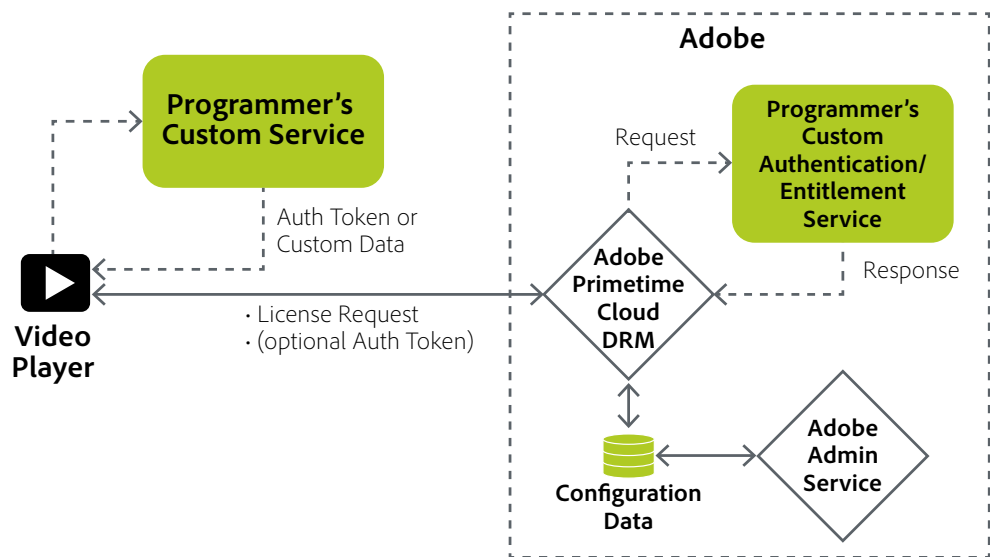 Adobe
Programmer's
Custom Service
Request
Programmer's
Custom
Authentication/
Entitlement
Service
Auth Token or
Custom Data
Adobe
Primetime
Cloud
DRM
Response
Video
Player
· License Request
· (optional Auth Token)
Adobe
Admin
Service
Configuration
Data